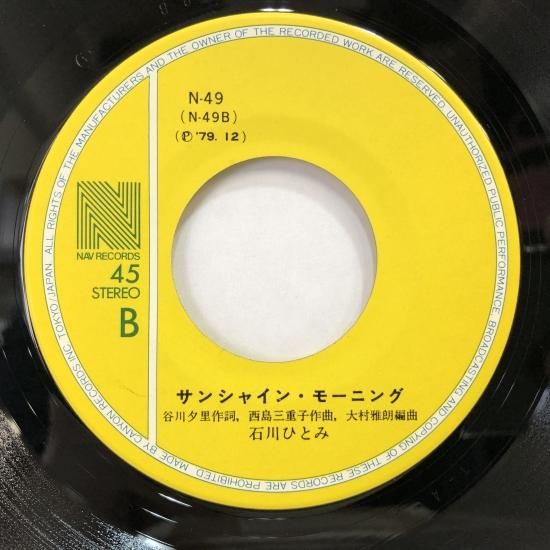 N-49
(N-49B)
(Ⓟ '79. 12)
NAV RECORDS
45
STEREO
B
サンシャイン・モーニング
谷川夕里作詞, 西島三重子作曲, 大村雅朗編曲
石川ひとみ
MADE BY CANYON RECORDS INC. TOKYO/JAPAN ALL RIGHTS OF THE MANUFACTURERS AND THE OWNER OF THE RECORDED WORK ARE RESERVED. UNAUTHORIZED PUBLIC PERFORMANCE, BROADCASTING AND COPYING OF THESE RECORDS ARE PROHIBITED